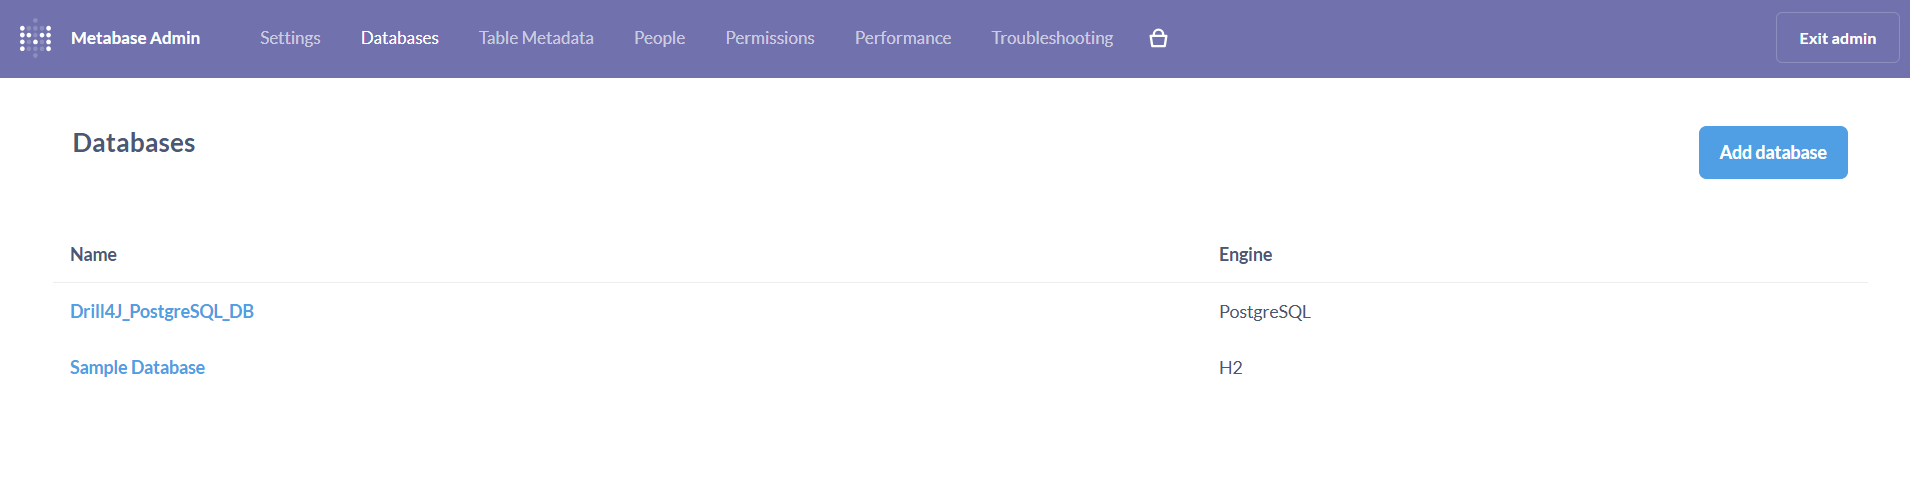 Metabase Admin Settings Databases Table Metadata People Permissions Performance Troubleshooting Exit admin
Databases Add database
Name Engine
Drill4J_PostgreSQL_DB PostgreSQL
Sample Database H2